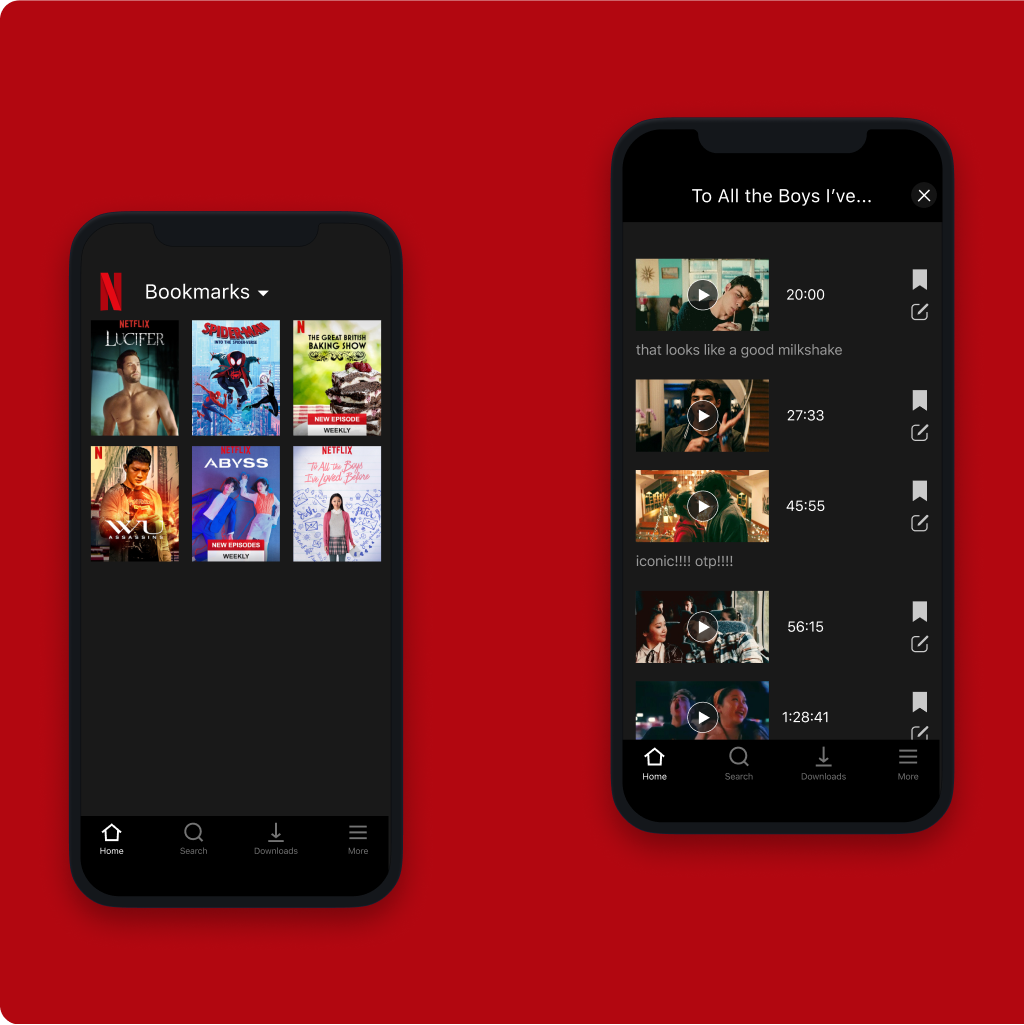 Bookmarks
NETFLIX
LUCIFER
SPIDER-MAN
INTO THE SPIDER-VERSE
N
THE GREAT BRITISH
BAKING SHOW
NEW EPISODE
WEEKLY
N
WU
ASSASSINS
NETFLIX
ABYSS
NEW EPISODES
WEEKLY
NETFLIX
To All the Boys
I've Loved Before
Home
Search
Downloads
More
To All the Boys I’ve...
20:00
that looks like a good milkshake
27:33
45:55
iconic!!!! otp!!!!
56:15
1:28:41
Home
Search
Downloads
More